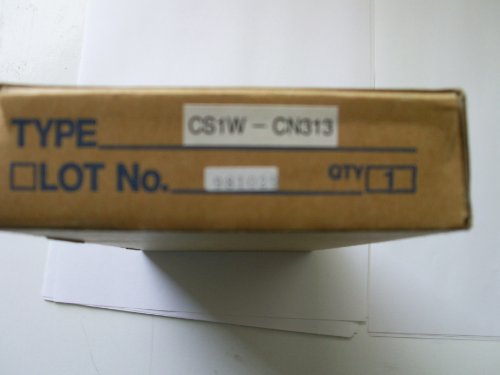 TYPE CS1W-CN313
LOT No. QTY 1